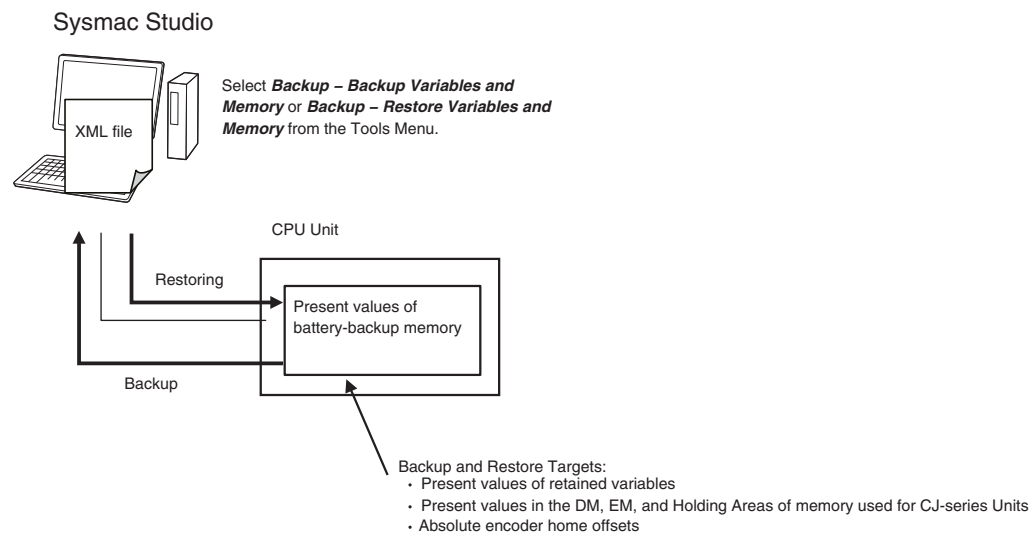 Sysmac Studio
XML file
Select Backup – Backup Variables and
Memory or Backup – Restore Variables and
Memory from the Tools Menu.
CPU Unit
Restoring
Present values of
battery-backup memory
Backup
Backup and Restore Targets:
• Present values of retained variables
• Present values in the DM, EM, and Holding Areas of memory used for CJ-series Units
• Absolute encoder home offsets